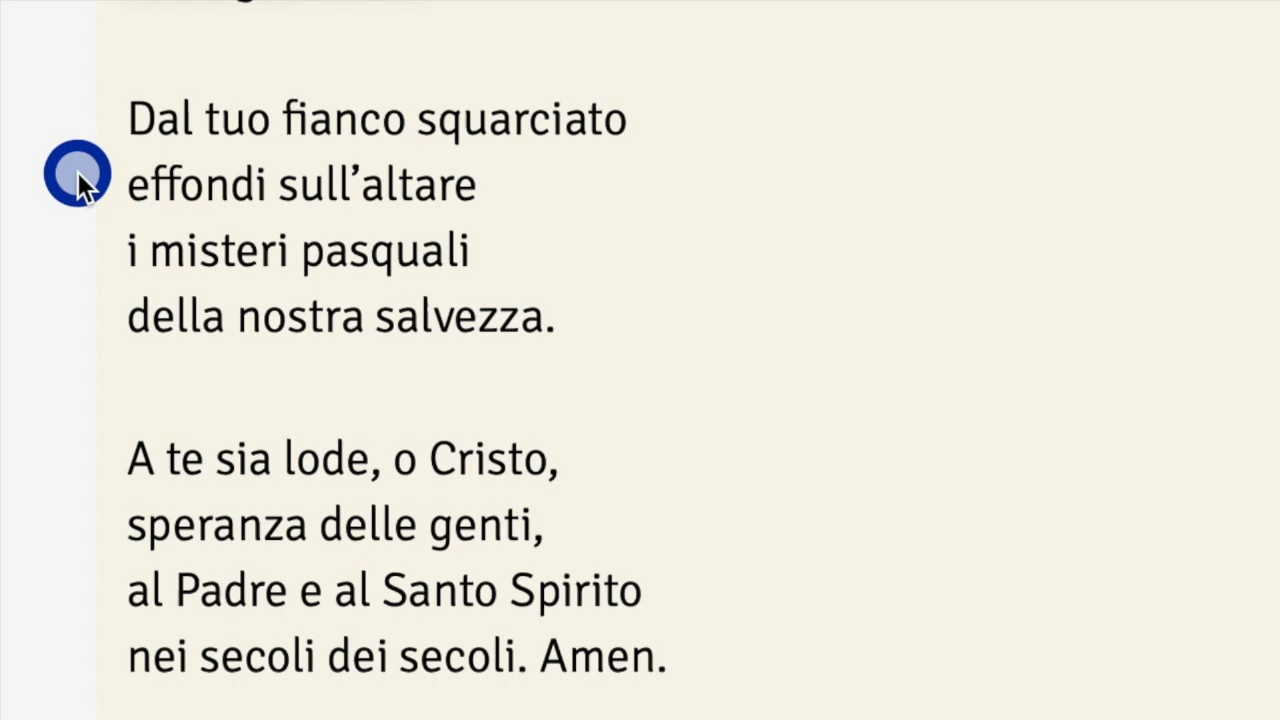 Dal tuo fianco squarciato
effondi sull’altare
i misteri pasquali
della nostra salvezza.
A te sia lode, o Cristo,
speranza delle genti,
al Padre e al Santo Spirito
nei secoli dei secoli. Amen.